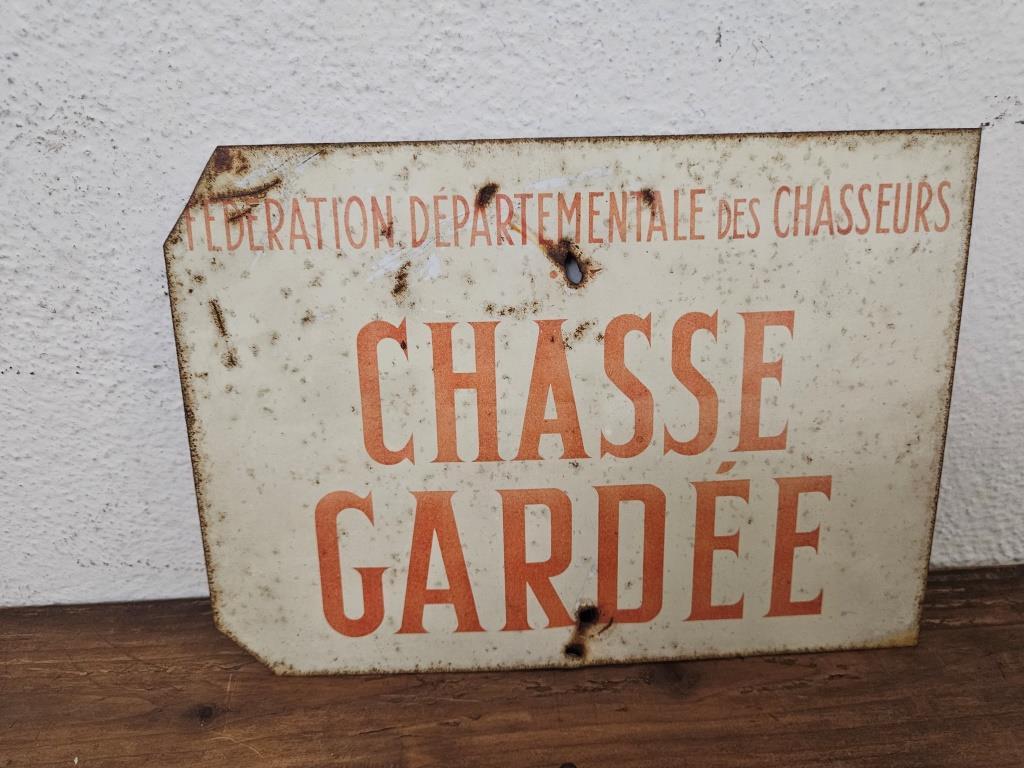 FÉDÉRATION DÉPARTEMENTALE DES CHASSEURS
CHASSE
GARDÉE